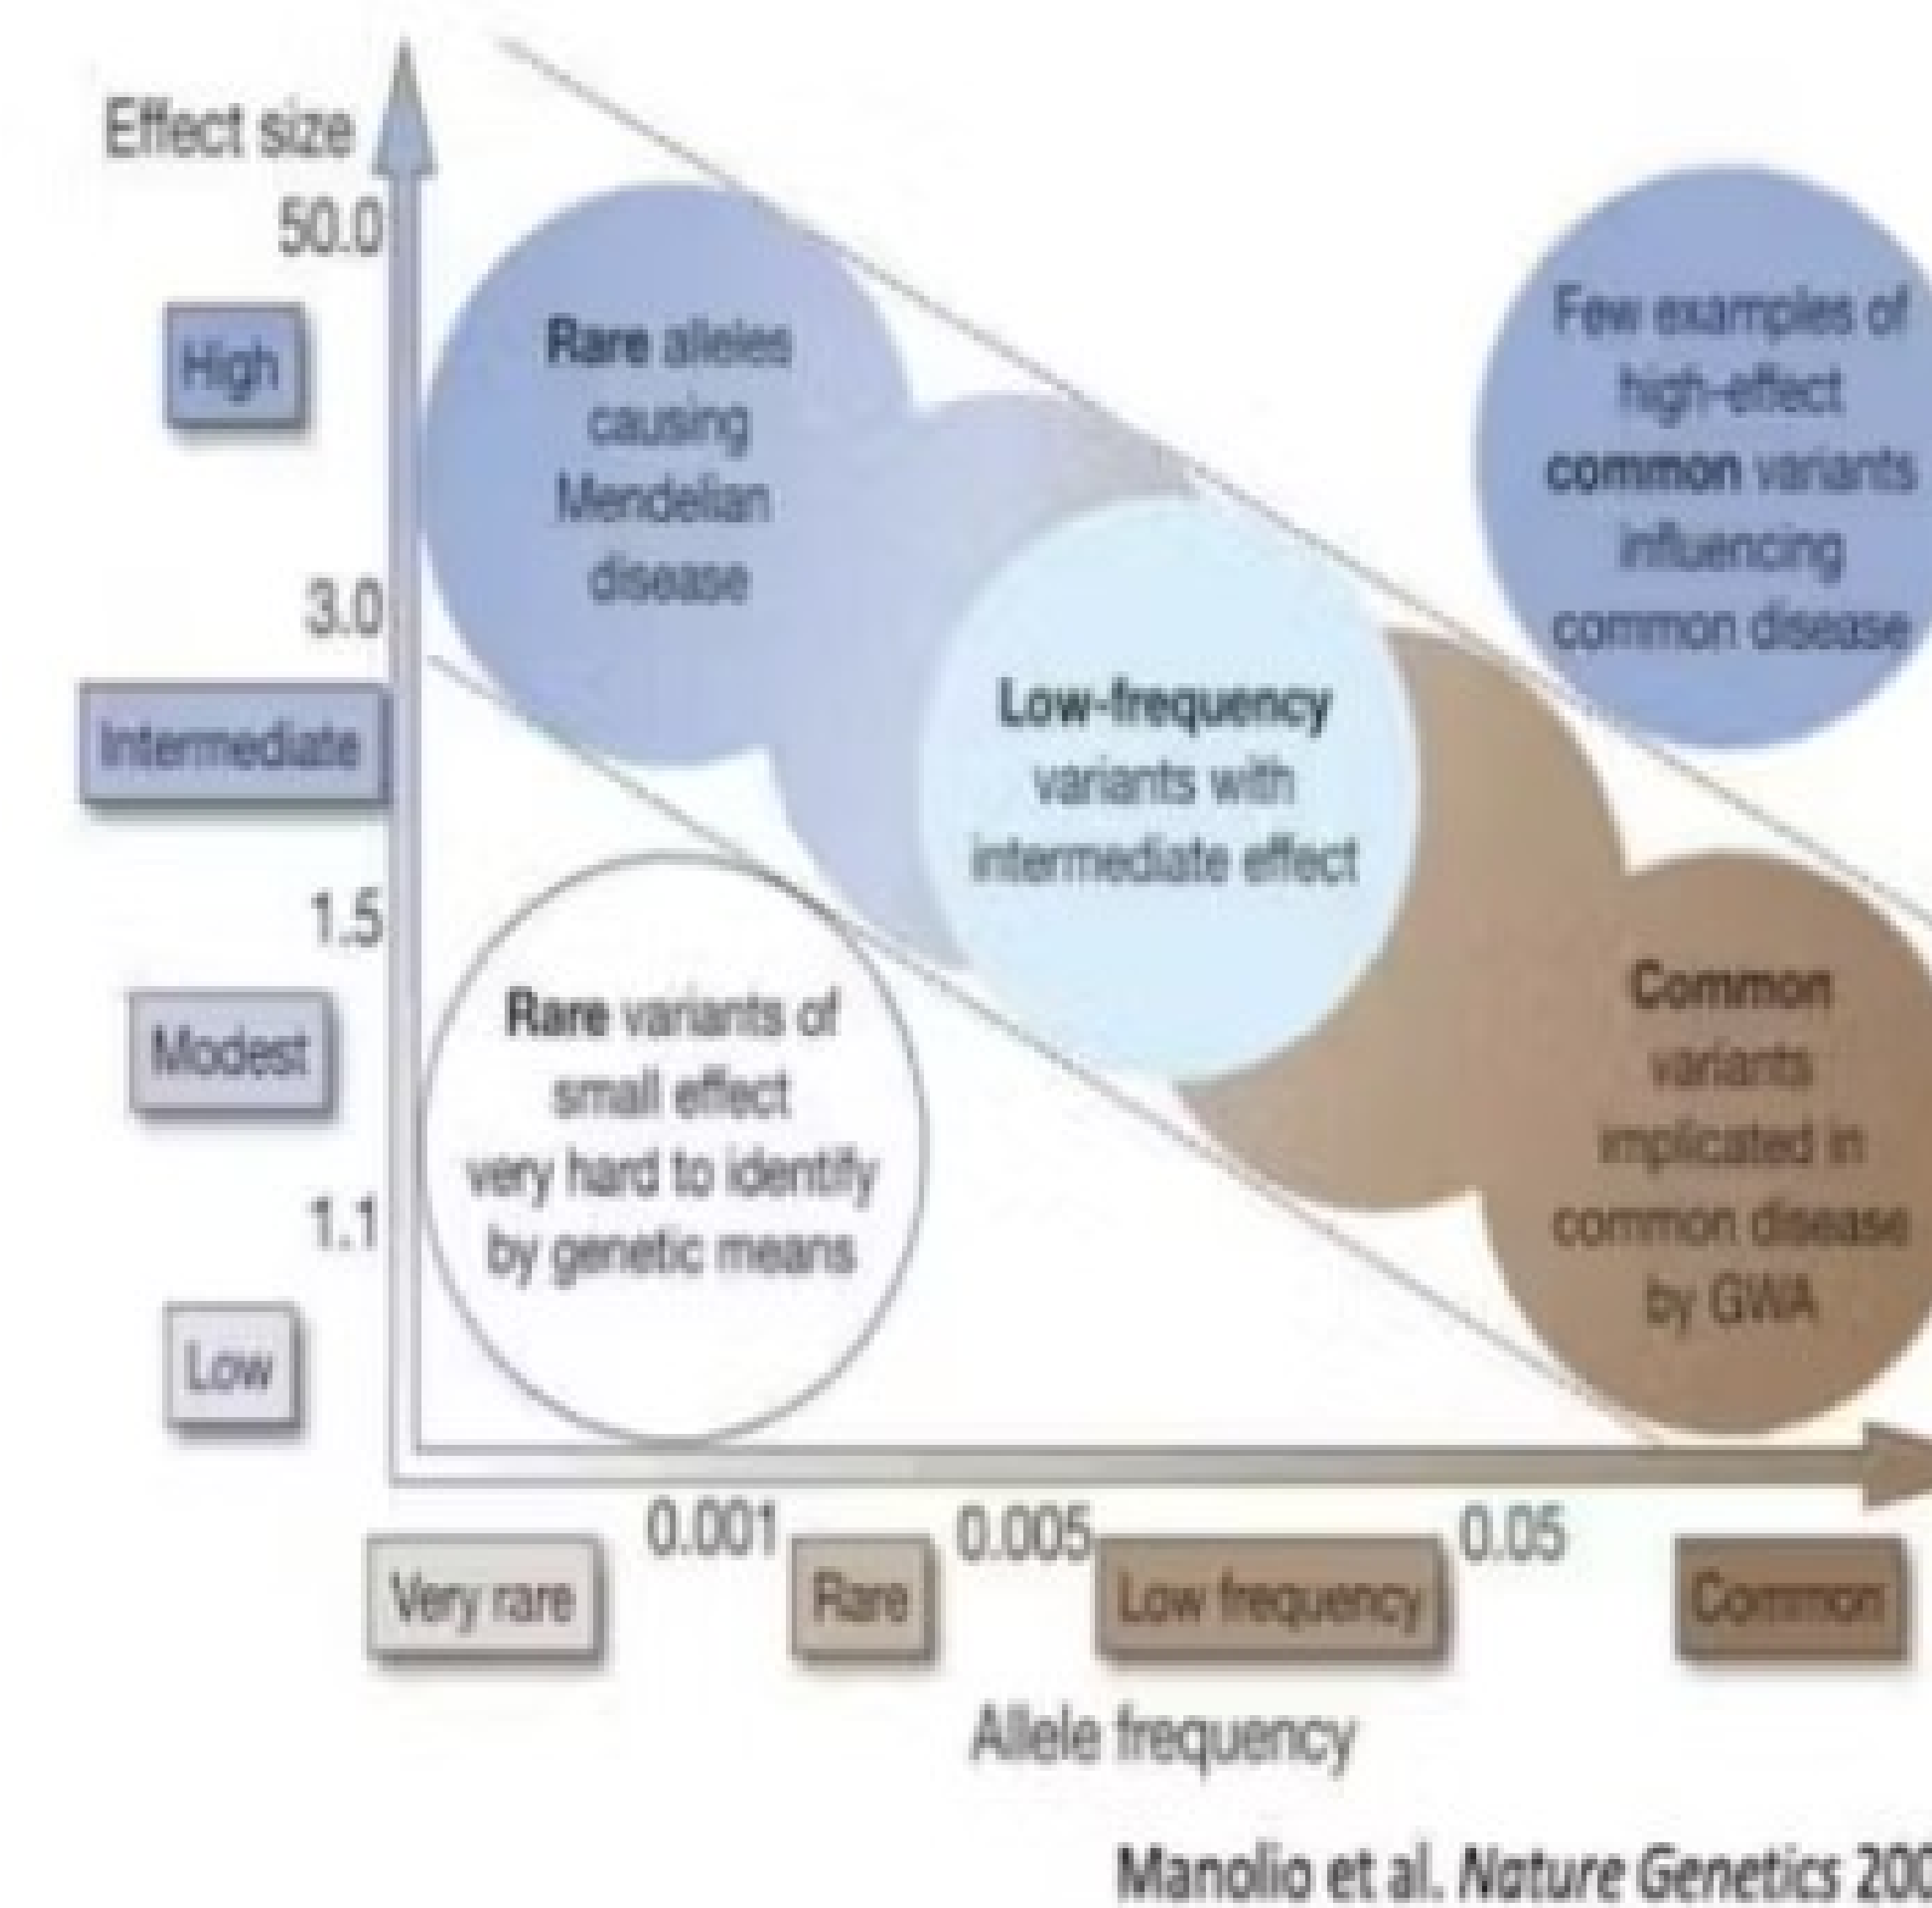 Effect size
50.0
High
3.0
Intermediate
1.5
Modest
1.1
Low
Rare alleles
causing
Mendelian
disease
Few examples of
high-effect
common variants
influencing
common disease
Low-frequency
variants with
intermediate effect
Rare variants of
small effect
very hard to identify
by genetic means
Common
variants
implicated in
common disease
by GWA
0.001
0.005
0.05
Very rare
Rare
Low frequency
Common
Allele frequency
Manolio et al. Nature Genetics 200